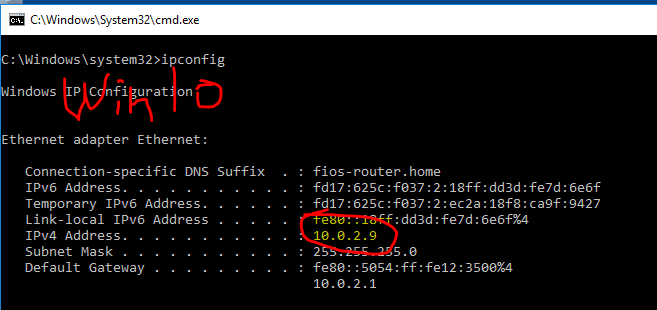 C:\Windows\System32\cmd.exe
C:\Windows\system32>ipconfig
Windows IP Configuration
Win10
Ethernet adapter Ethernet:
Connection-specific DNS Suffix . : fios-router.home
IPv6 Address. . . . . . . . . . . : fd17:625c:f037:2:18ff:dd3d:fe7d:6e6f
Temporary IPv6 Address. . . . . . : fd17:625c:f037:2:ec2a:18f8:ca9f:9427
Link-local IPv6 Address . . . . . : fe80::18ff:dd3d:fe7d:6e6f%4
IPv4 Address. . . . . . . . . . . : 10.0.2.9
Subnet Mask . . . . . . . . . . . : 255.255.255.0
Default Gateway . . . . . . . . . : fe80::5054:ff:fe12:3500%4
10.0.2.1